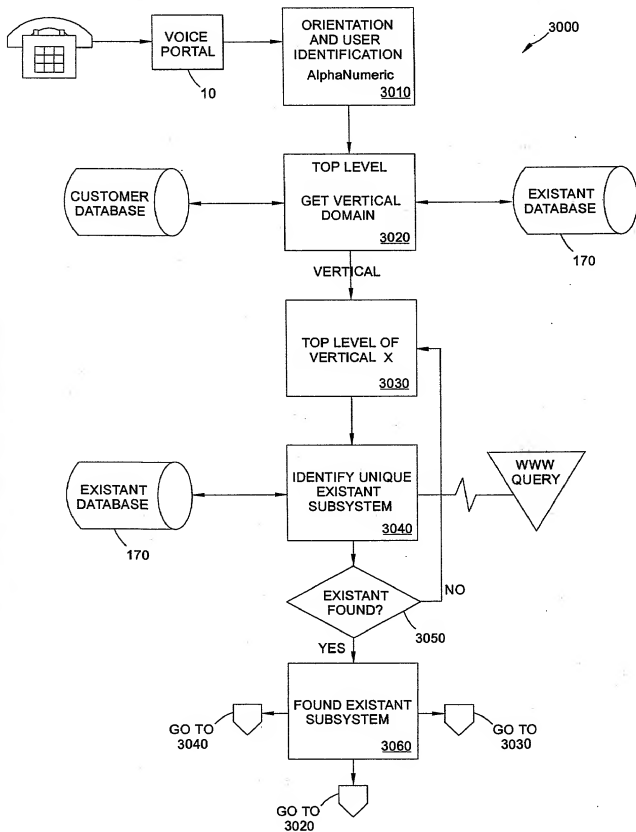 3000
VOICE
PORTAL
10
ORIENTATION
AND USER
IDENTIFICATION
AlphaNumeric
3010
CUSTOMER
DATABASE
TOP LEVEL
GET VERTICAL
DOMAIN
3020
EXISTANT
DATABASE
170
VERTICAL
TOP LEVEL OF
VERTICAL X
3030
EXISTANT
DATABASE
170
IDENTIFY UNIQUE
EXISTANT
SUBSYSTEM
3040
WWW
QUERY
EXISTANT
FOUND?
NO
3050
YES
FOUND EXISTANT
SUBSYSTEM
3060
GO TO
3040
GO TO
3030
GO TO
3020